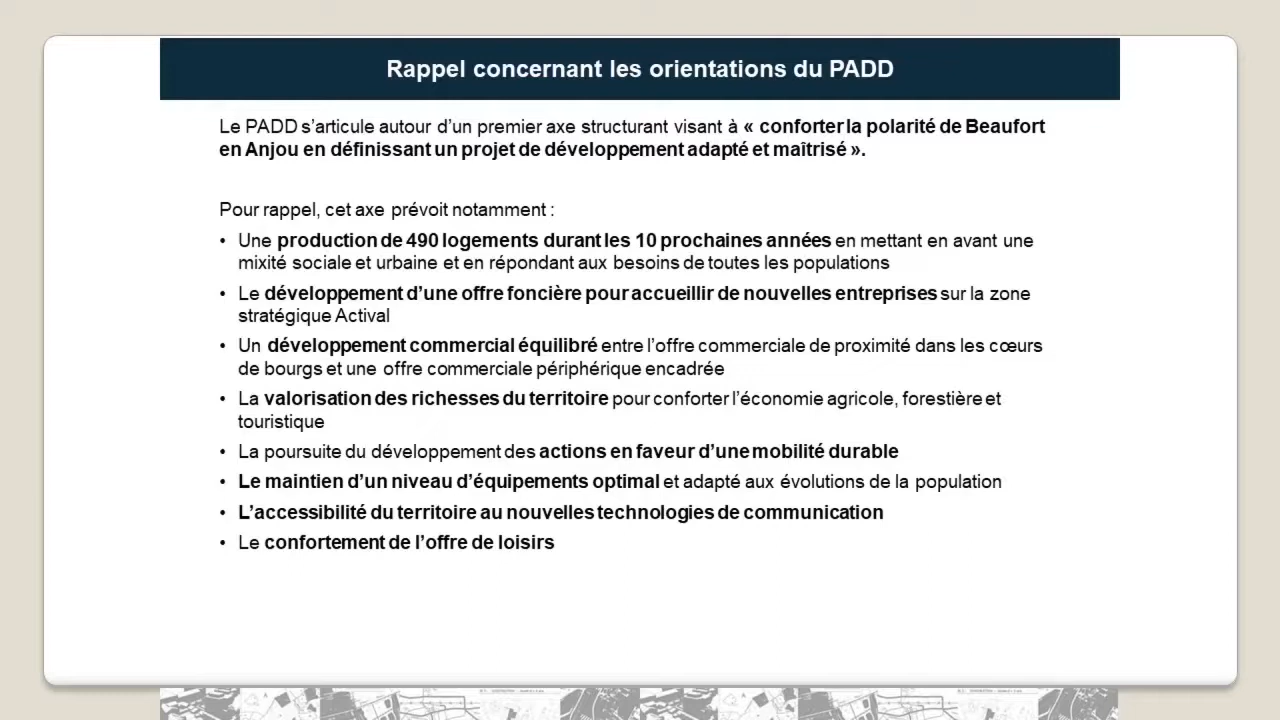 Rappel concernant les orientations du PADD
Le PADD s’articule autour d’un premier axe structurant visant à « conforter la polarité de Beaufort
en Anjou en définissant un projet de développement adapté et maîtrisé ».
Pour rappel, cet axe prévoit notamment :
• Une production de 490 logements durant les 10 prochaines années en mettant en avant une
mixité sociale et urbaine et en répondant aux besoins de toutes les populations
• Le développement d’une offre foncière pour accueillir de nouvelles entreprises sur la zone
stratégique Actival
• Un développement commercial équilibré entre l’offre commerciale de proximité dans les cœurs
de bourgs et une offre commerciale périphérique encadrée
• La valorisation des richesses du territoire pour conforter l’économie agricole, forestière et
touristique
• La poursuite du développement des actions en faveur d’une mobilité durable
• Le maintien d’un niveau d’équipements optimal et adapté aux évolutions de la population
• L’accessibilité du territoire au nouvelles technologies de communication
• Le confortement de l’offre de loisirs